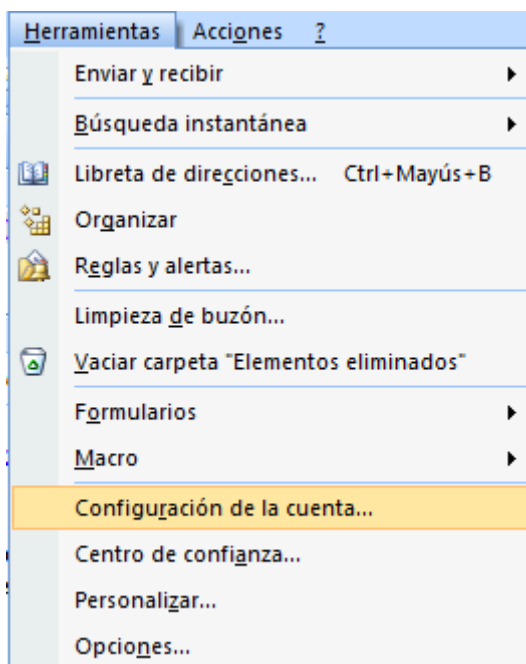 Herramientas Acciones ?
Enviar y recibir
Búsqueda instantánea
Libreta de direcciones... Ctrl+Mayús+B
Organizar
Reglas y alertas...
Limpieza de buzón...
Vaciar carpeta "Elementos eliminados"
Formularios
Macro
Configuración de la cuenta...
Centro de confianza...
Personalizar...
Opciones...